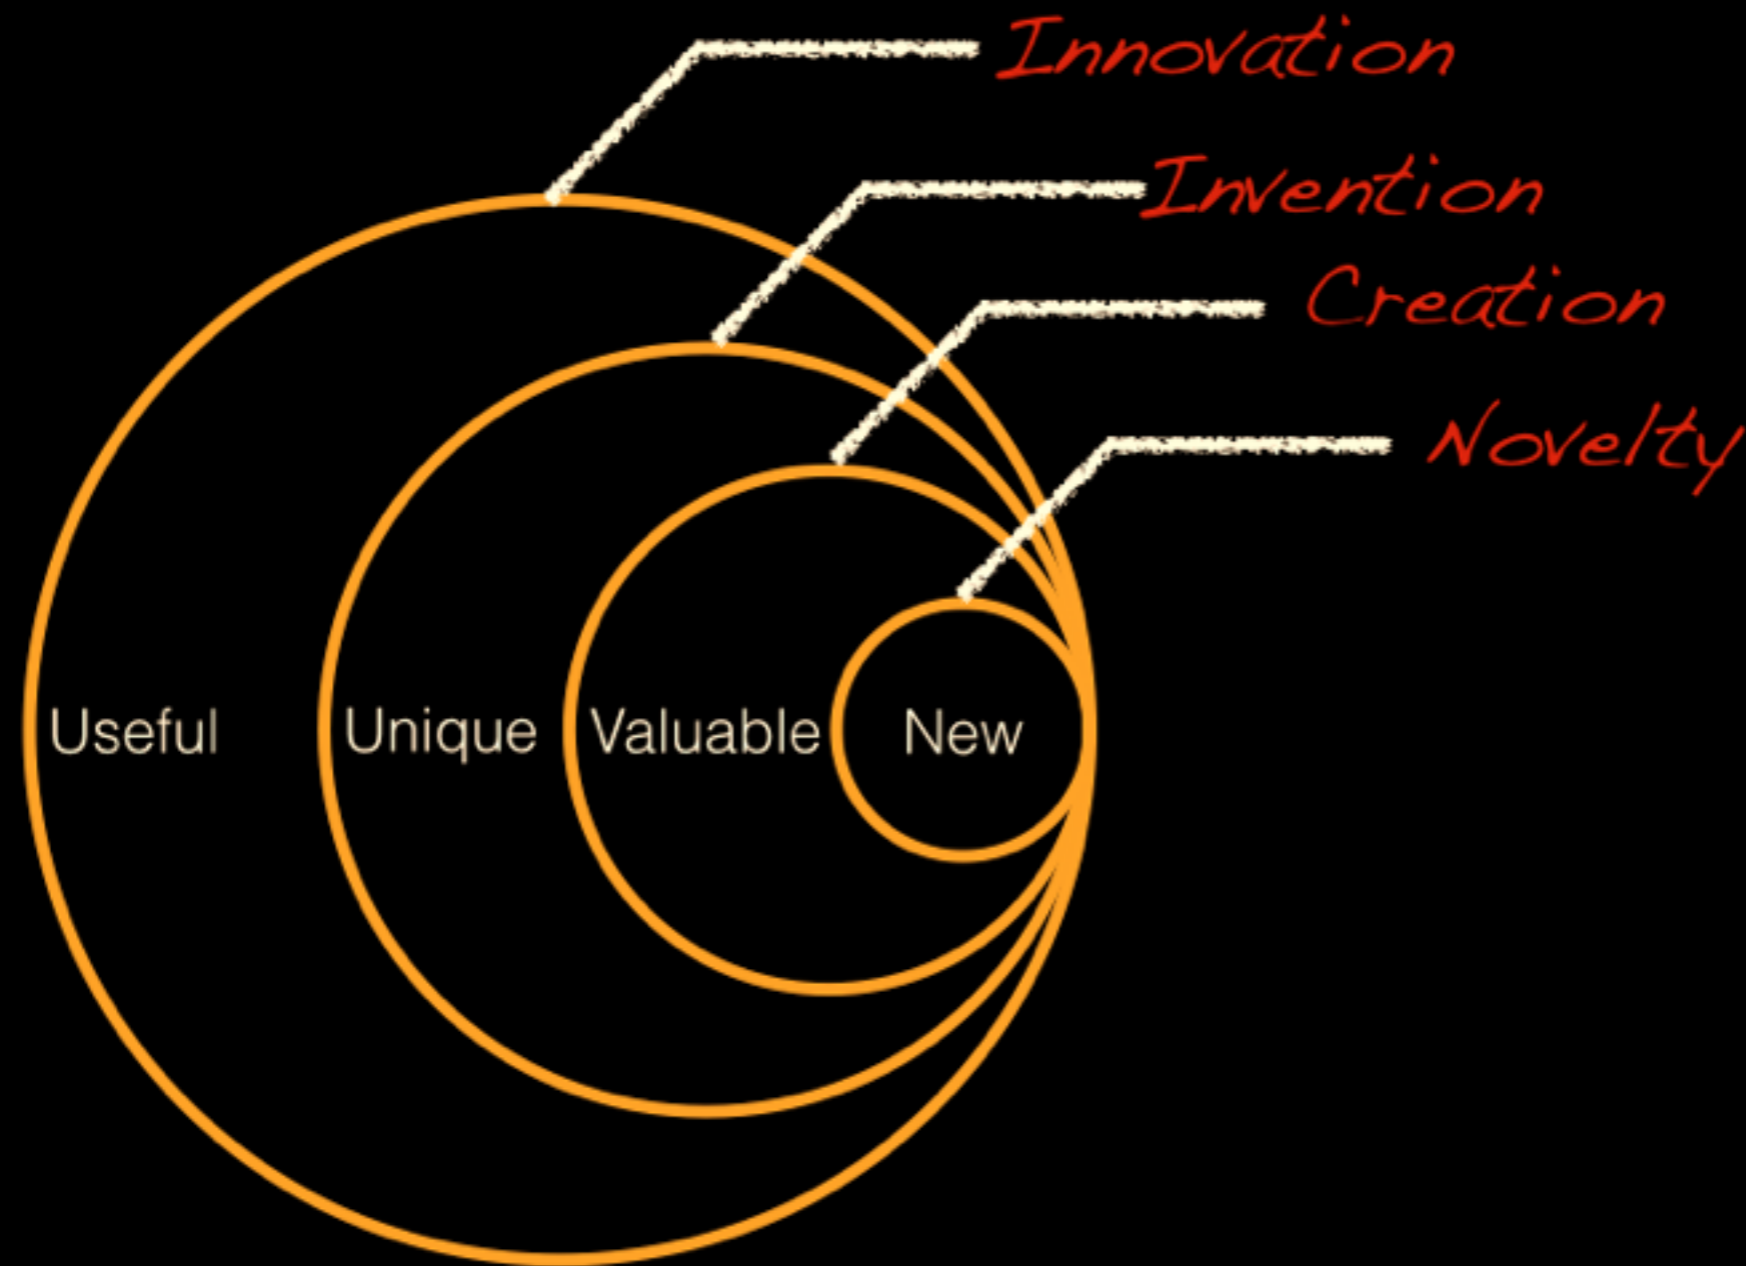 Innovation
Invention
Creation
Novelty
Useful Unique Valuable New